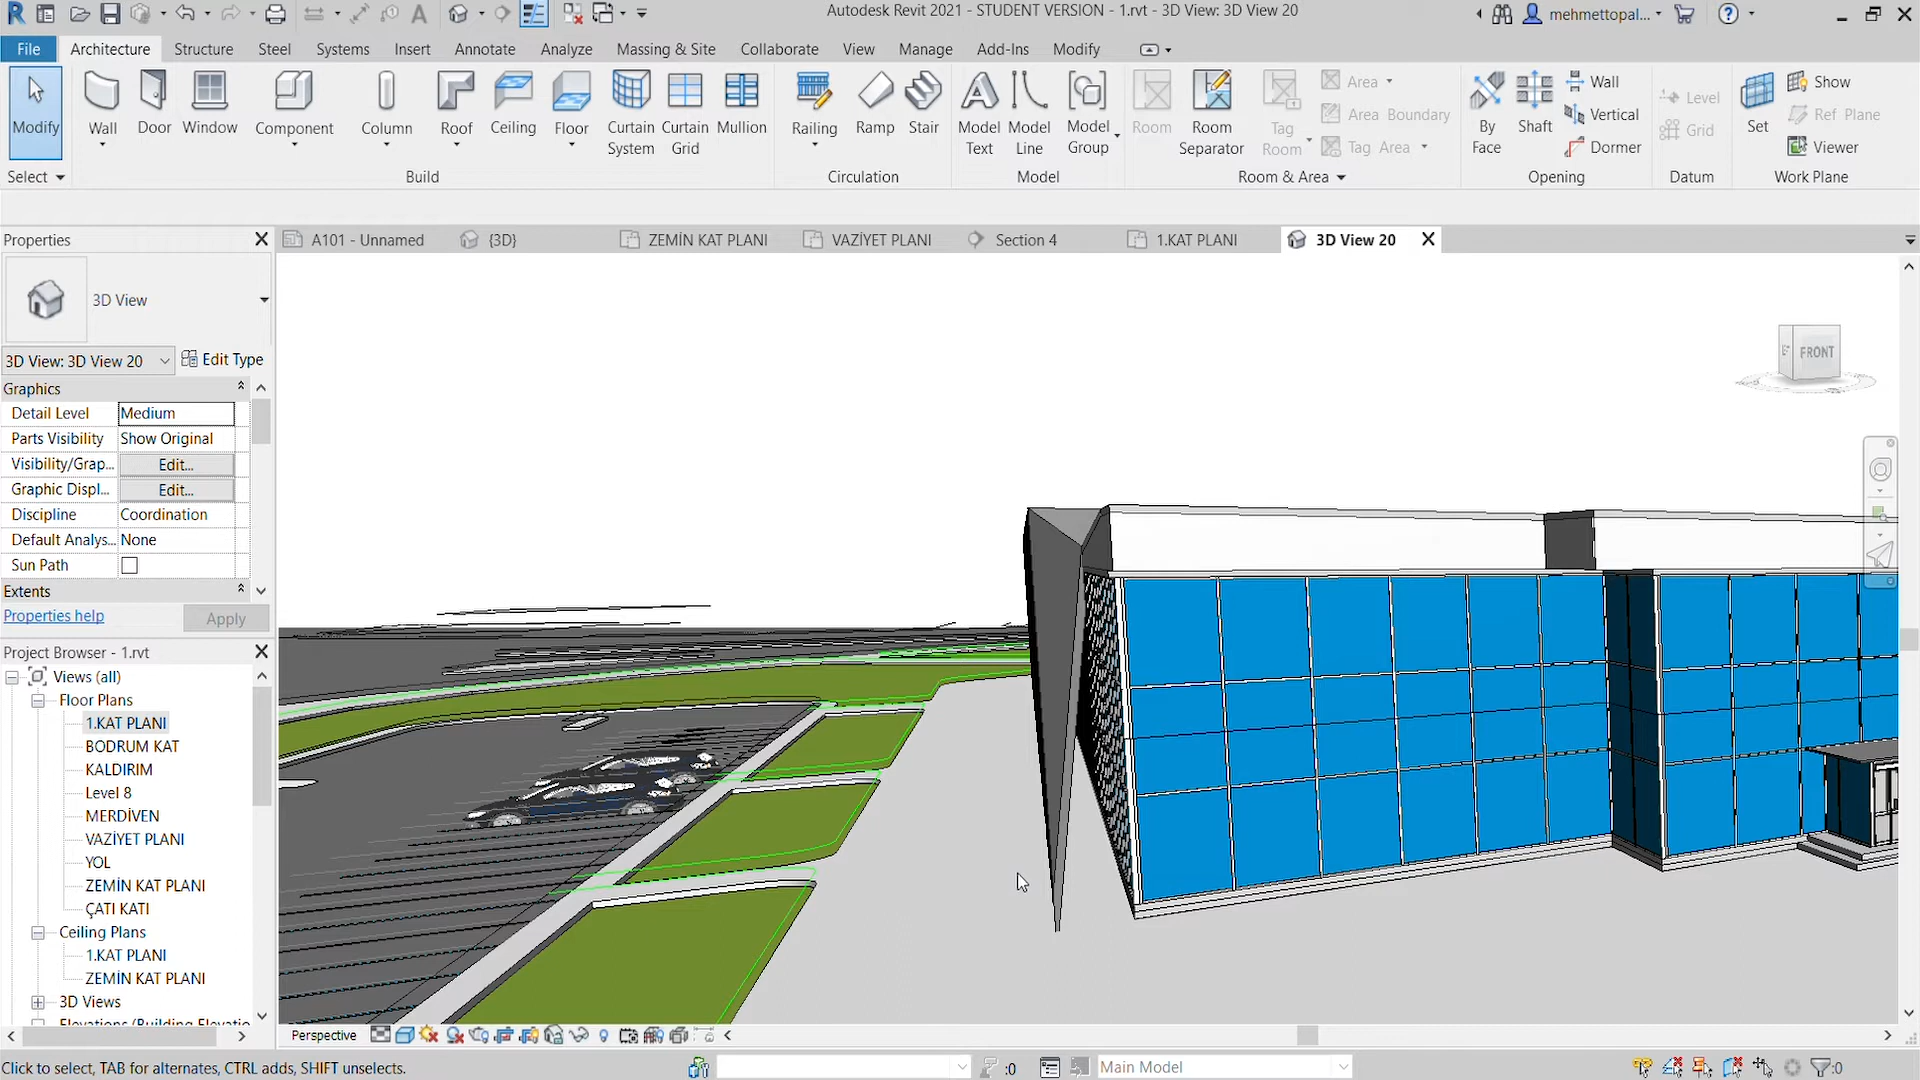 Autodesk Revit 2021 - STUDENT VERSION - 1.rvt - 3D View: 3D View 20
mehmettopal...
File Architecture Structure Steel Systems Insert Annotate Analyze Massing & Site Collaborate View Manage Add-Ins Modify
Modify Wall Door Window Component Column Roof Ceiling Floor Curtain System Curtain Grid Mullion Railing Ramp Stair Model Text Model Line Model Group Room Room Separator Tag Room Area Area Boundary Tag Area By Face Shaft Wall Vertical Dormer Level Grid Set Show Ref Plane Viewer
Select Build Circulation Model Room & Area Opening Datum Work Plane
Properties
A101 - Unnamed {3D} ZEMİN KAT PLANI VAZİYET PLANI Section 4 1.KAT PLANI 3D View 20
3D View
3D View: 3D View 20 Edit Type
Graphics
Detail Level Medium
Parts Visibility Show Original
Visibility/Grap... Edit...
Graphic Displ... Edit...
Discipline Coordination
Default Analys... None
Sun Path
Extents
Properties help Apply
FRONT
Project Browser - 1.rvt
Views (all)
Floor Plans
1.KAT PLANI
BODRUM KAT
KALDIRIM
Level 8
MERDİVEN
VAZİYET PLANI
YOL
ZEMİN KAT PLANI
ÇATI KATI
Ceiling Plans
1.KAT PLANI
ZEMİN KAT PLANI
3D Views
Elevations (Building Elevatio
Perspective
Click to select, TAB for alternates, CTRL adds, SHIFT unselects. :0 Main Model :0